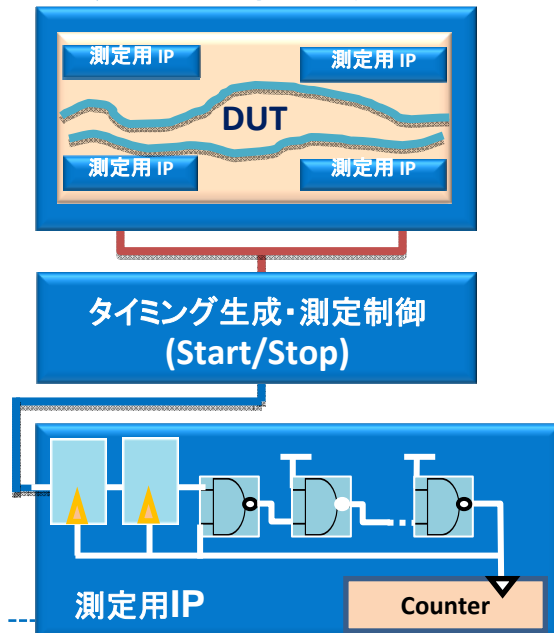 測定用 IP
測定用 IP
DUT
測定用 IP
測定用 IP
タイミング生成・測定制御
(Start/Stop)
測定用IP
Counter